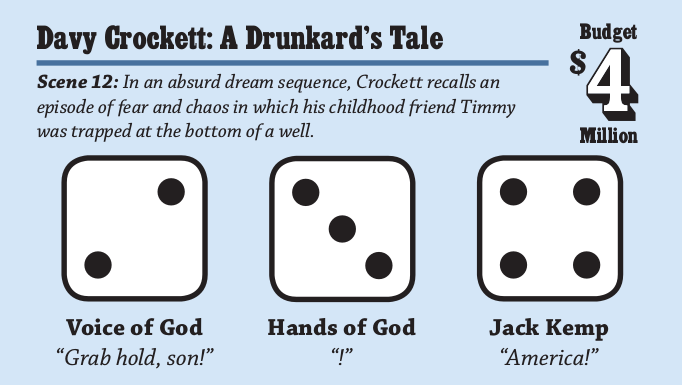 Davy Crockett: A Drunkard's Tale
Budget
$4
Million
Scene 12: In an absurd dream sequence, Crockett recalls an
episode of fear and chaos in which his childhood friend Timmy
was trapped at the bottom of a well.
Voice of God
"Grab hold, son!"
Hands of God
"!"
Jack Kemp
"America!"